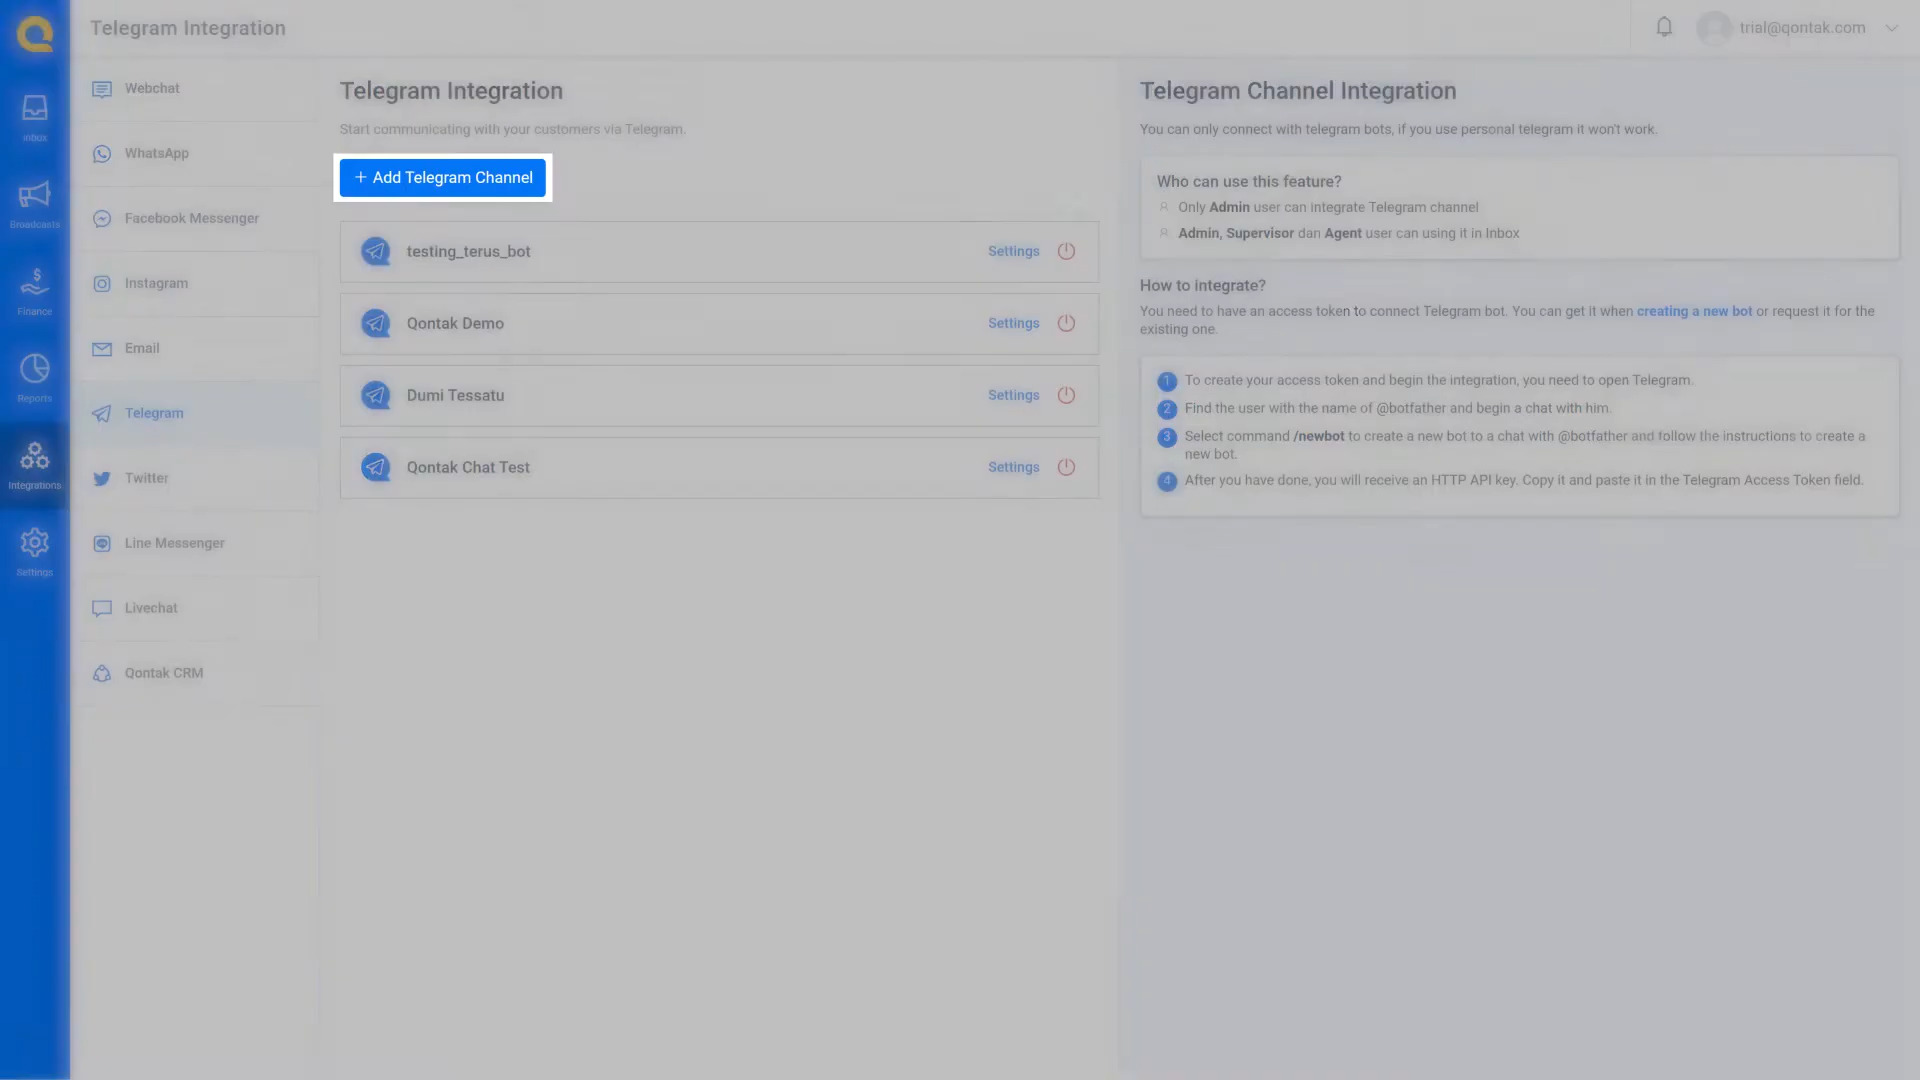 Telegram Integration
trial@qontak.com
Inbox
Broadcasts
Finance
Reports
Integrations
Settings
Webchat
WhatsApp
Facebook Messenger
Instagram
Email
Telegram
Twitter
Line Messenger
Livechat
Qontak CRM
Telegram Integration
Start communicating with your customers via Telegram.
+ Add Telegram Channel
testing_terus_bot
Settings
Qontak Demo
Settings
Dumi Tessatu
Settings
Qontak Chat Test
Settings
Telegram Channel Integration
You can only connect with telegram bots, if you use personal telegram it won't work.
Who can use this feature?
Only Admin user can integrate Telegram channel
Admin, Supervisor dan Agent user can using it in Inbox
How to integrate?
You need to have an access token to connect Telegram bot. You can get it when creating a new bot or request it for the
existing one.
1 To create your access token and begin the integration, you need to open Telegram.
2 Find the user with the name of @botfather and begin a chat with him.
3 Select command /newbot to create a new bot to a chat with @botfather and follow the instructions to create a
new bot.
4 After you have done, you will receive an HTTP API key. Copy it and paste it in the Telegram Access Token field.